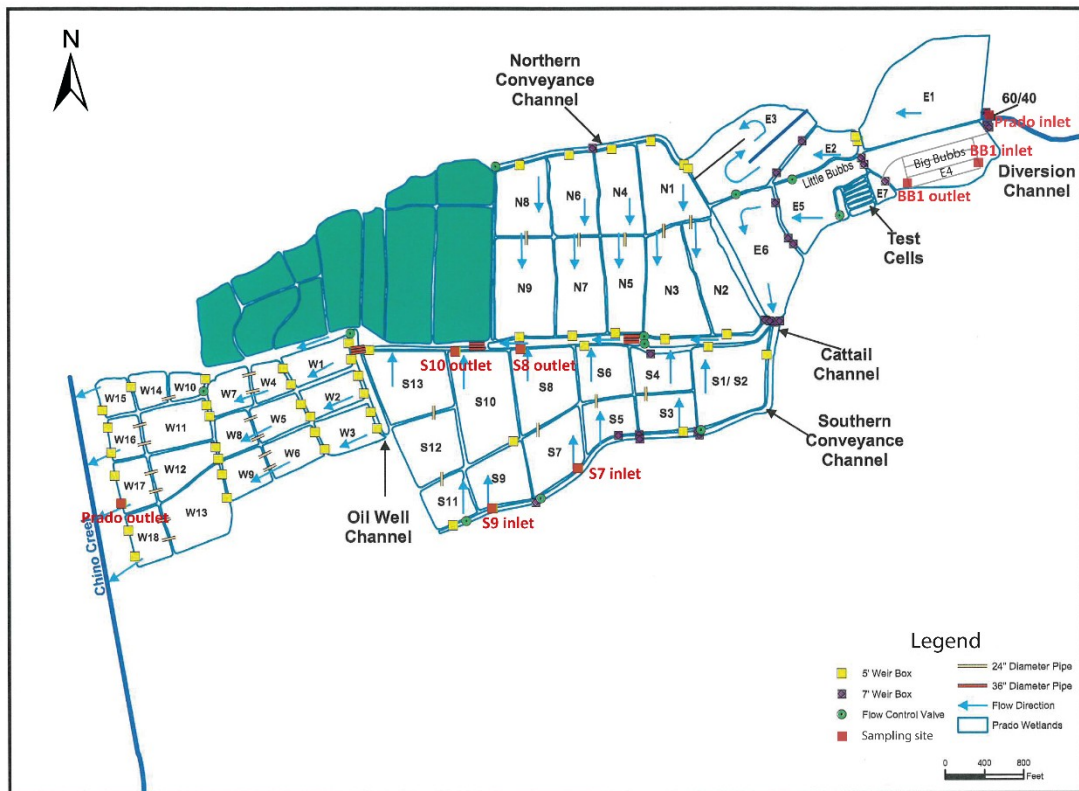 N
Northern
Conveyance
Channel
E1
60/40
Prado inlet
E3
E2
BB1 inlet
Big Bubbs
E4
Diversion
Channel
Little Bubbs
E7
BB1 outlet
E5
Test
Cells
E6
N8
N6
N4
N1
N9
N7
N5
N3
N2
Cattail
Channel
S10 outlet
S8 outlet
S13
S10
S8
S6
S4
S1/ S2
S12
S7
S5
S3
Southern
Conveyance
Channel
S7 inlet
S11
S9
S9 inlet
Oil Well
Channel
W1
W4
W7
W10
W14
W15
W2
W5
W8
W11
W16
W3
W6
W9
W12
W17
W13
W18
Prado outlet
Chino Creek
Legend
5' Weir Box
7' Weir Box
Flow Control Valve
Sampling site
24" Diameter Pipe
36" Diameter Pipe
Flow Direction
Prado Wetlands
0 400 800
Feet